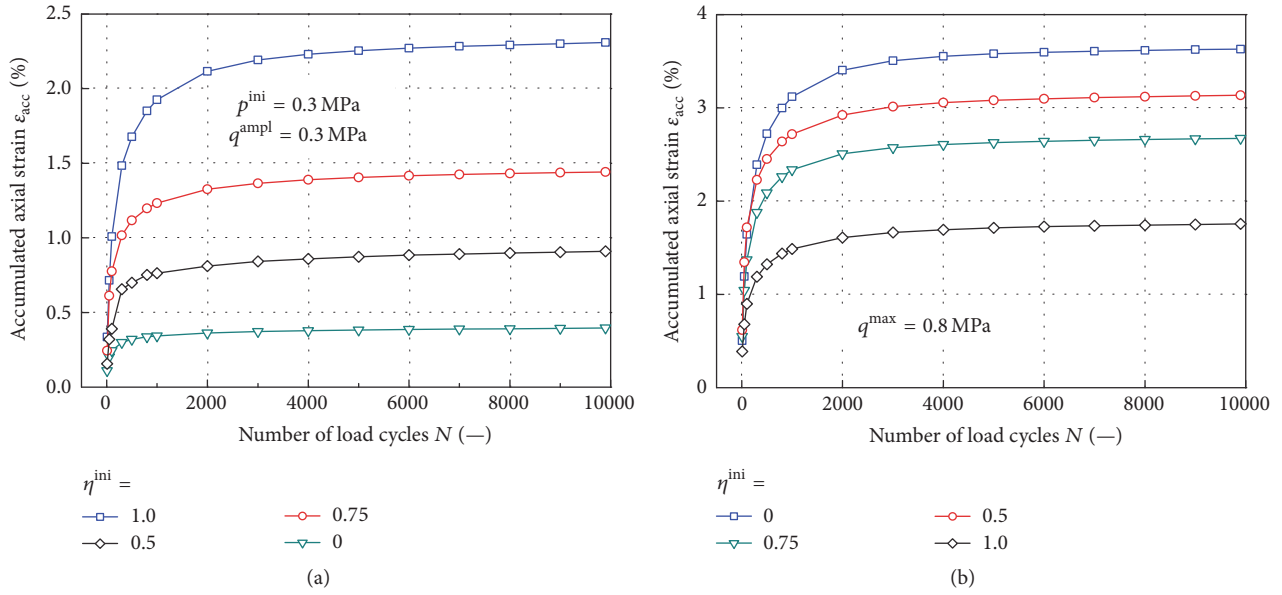 Accumulated axial strain εacc (%)
2.5
2.0
1.5
1.0
0.5
0.0
p^ini = 0.3 MPa
q^ampl = 0.3 MPa
0 2000 4000 6000 8000 10000
Number of load cycles N (—)
η^ini =
1.0 0.75
0.5 0
(a)
Accumulated axial strain εacc (%)
4
3
2
1
0
q^max = 0.8 MPa
0 2000 4000 6000 8000 10000
Number of load cycles N (—)
η^ini =
0 0.5
0.75 1.0
(b)